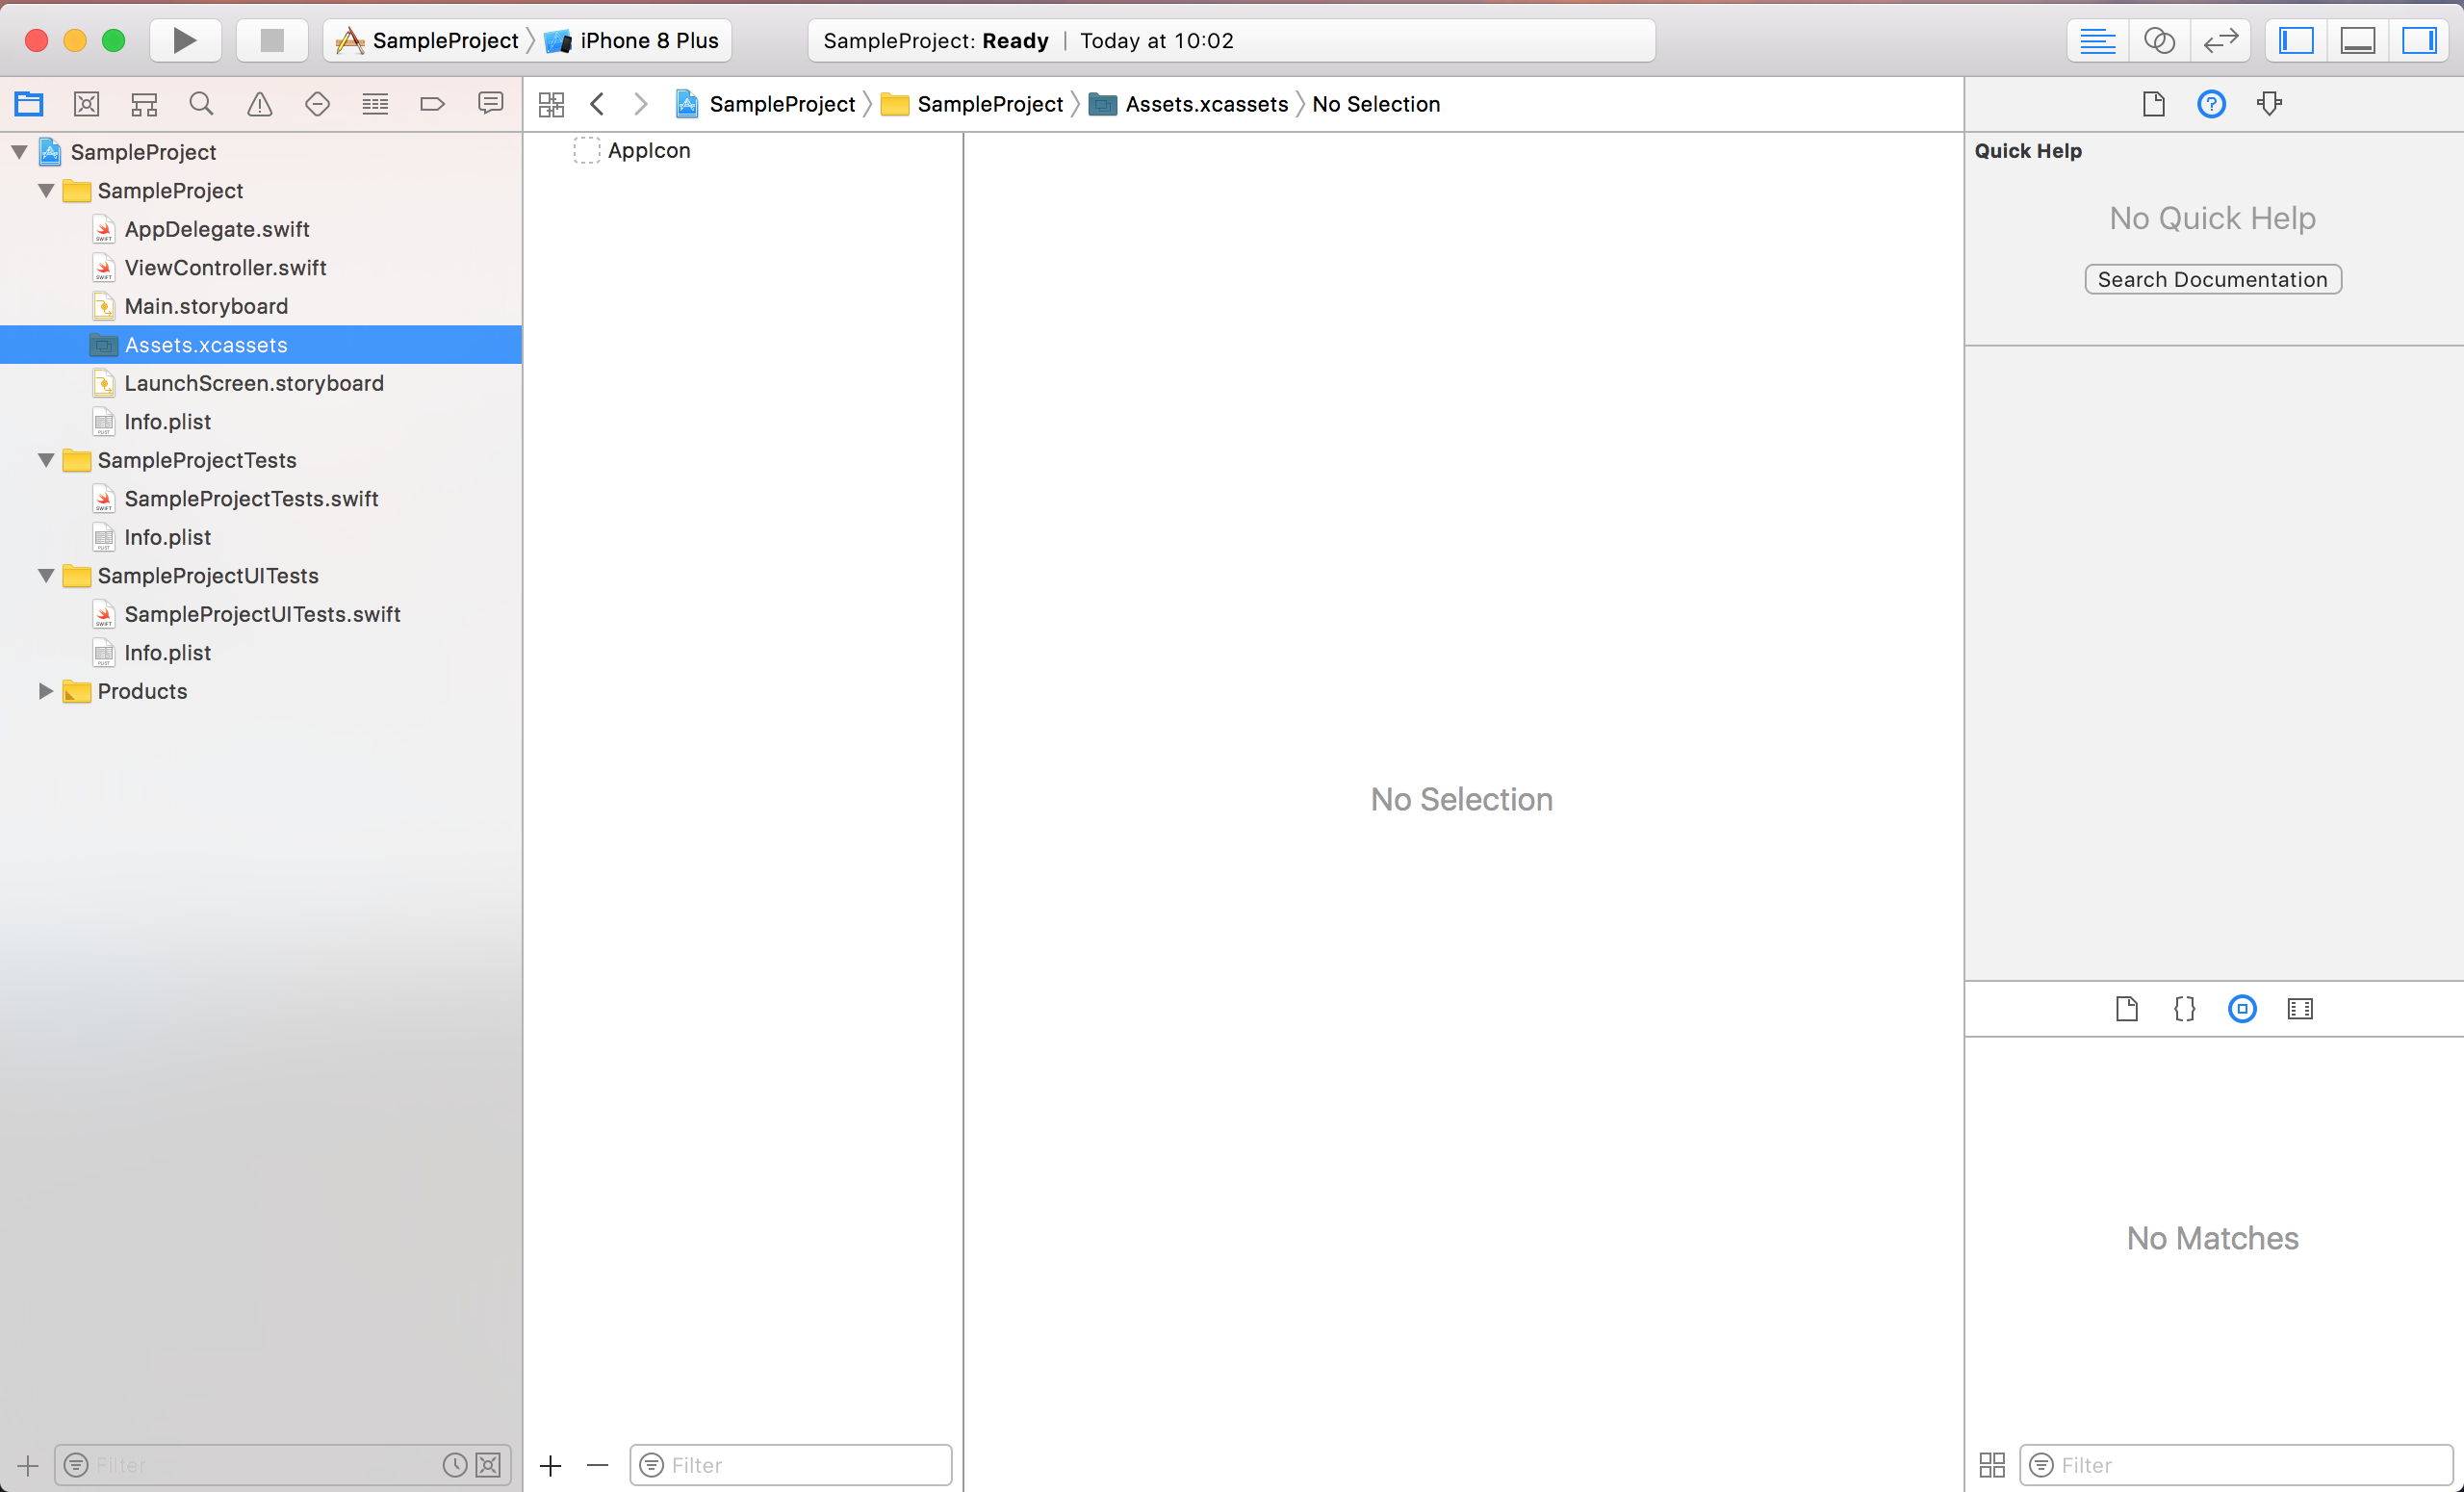 SampleProject iPhone 8 Plus
SampleProject: Ready | Today at 10:02
SampleProject SampleProject Assets.xcassets No Selection
SampleProject
SampleProject
AppDelegate.swift
ViewController.swift
Main.storyboard
Assets.xcassets
LaunchScreen.storyboard
Info.plist
SampleProjectTests
SampleProjectTests.swift
Info.plist
SampleProjectUITests
SampleProjectUITests.swift
Info.plist
Products
Filter
AppIcon
Filter
No Selection
Quick Help
No Quick Help
Search Documentation
No Matches
Filter